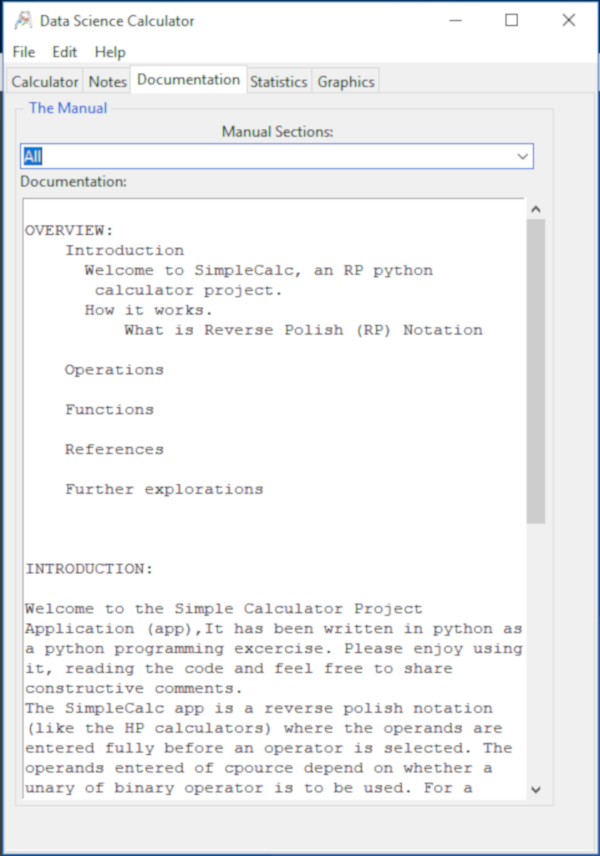 Data Science Calculator
File Edit Help
Calculator Notes Documentation Statistics Graphics
The Manual
Manual Sections:
All
Documentation:
OVERVIEW:
Introduction
Welcome to SimpleCalc, an RP python
calculator project.
How it works.
What is Reverse Polish (RP) Notation
Operations
Functions
References
Further explorations
INTRODUCTION:
Welcome to the Simple Calculator Project
Application (app),It has been written in python as
a python programming excercise. Please enjoy using
it, reading the code and feel free to share
constructive comments.
The SimpleCalc app is a reverse polish notation
(like the HP calculators) where the operands are
entered fully before an operator is selected. The
operands entered of cpource depend on whether a
unary of binary operator is to be used. For a